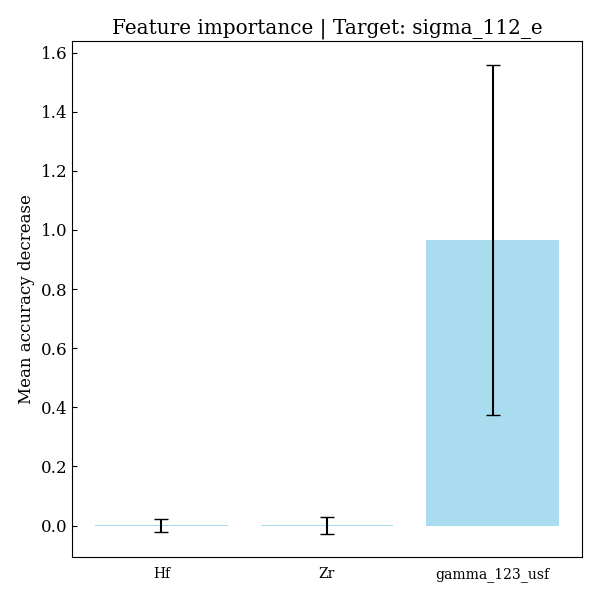 Feature importance | Target: sigma_112_e
Mean accuracy decrease
1.6
1.4
1.2
1.0
0.8
0.6
0.4
0.2
0.0
Hf
Zr
gamma_123_usf